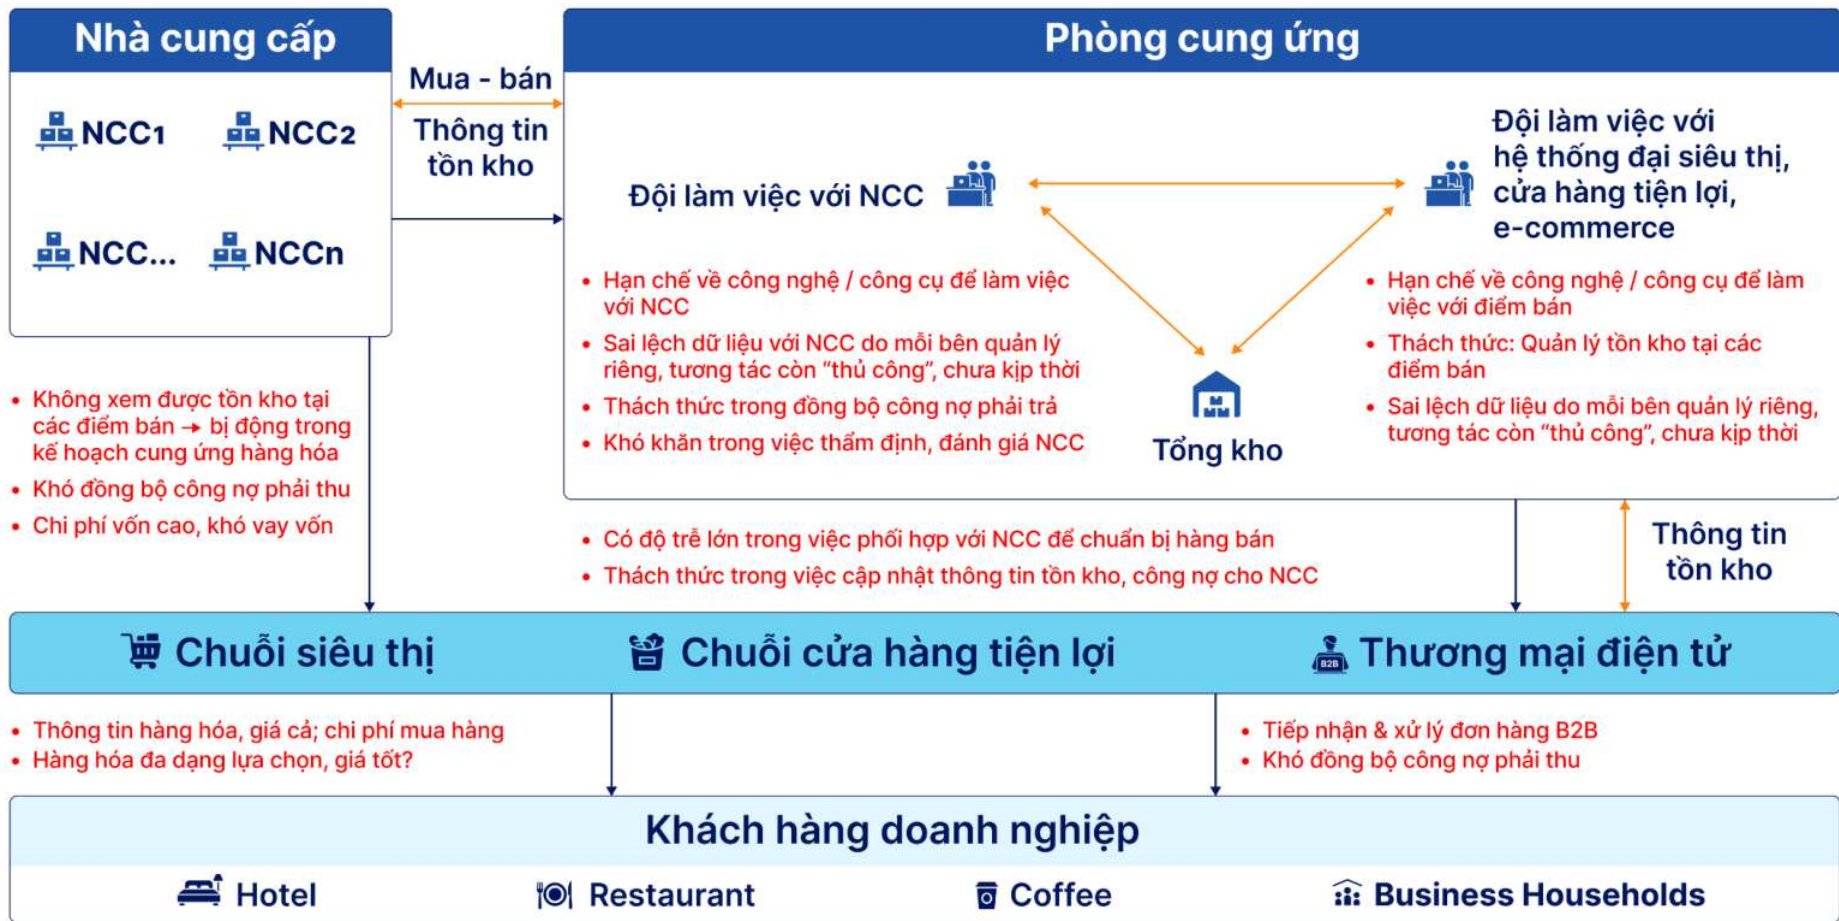 Nhà cung cấp
NCC1
NCC2
NCC...
NCCn
Mua - bán
Thông tin
tồn kho
Phòng cung ứng
Đội làm việc với NCC
Đội làm việc với
hệ thống đại siêu thị,
cửa hàng tiện lợi,
e-commerce
• Hạn chế về công nghệ / công cụ để làm việc
với NCC
• Sai lệch dữ liệu với NCC do mỗi bên quản lý
riêng, tương tác còn “thủ công”, chưa kịp thời
• Thách thức trong đồng bộ công nợ phải trả
• Khó khăn trong việc thẩm định, đánh giá NCC
Tổng kho
• Hạn chế về công nghệ / công cụ để làm
việc với điểm bán
• Thách thức: Quản lý tồn kho tại các
điểm bán
• Sai lệch dữ liệu do mỗi bên quản lý riêng,
tương tác còn “thủ công”, chưa kịp thời
• Không xem được tồn kho tại
các điểm bán → bị động trong
kế hoạch cung ứng hàng hóa
• Khó đồng bộ công nợ phải thu
• Chi phí vốn cao, khó vay vốn
• Có độ trễ lớn trong việc phối hợp với NCC để chuẩn bị hàng bán
• Thách thức trong việc cập nhật thông tin tồn kho, công nợ cho NCC
Thông tin
tồn kho
Chuỗi siêu thị
Chuỗi cửa hàng tiện lợi
B2B
Thương mại điện tử
• Thông tin hàng hóa, giá cả; chi phí mua hàng
• Hàng hóa đa dạng lựa chọn, giá tốt?
• Tiếp nhận & xử lý đơn hàng B2B
• Khó đồng bộ công nợ phải thu
Khách hàng doanh nghiệp
Hotel
Restaurant
Coffee
Business Households